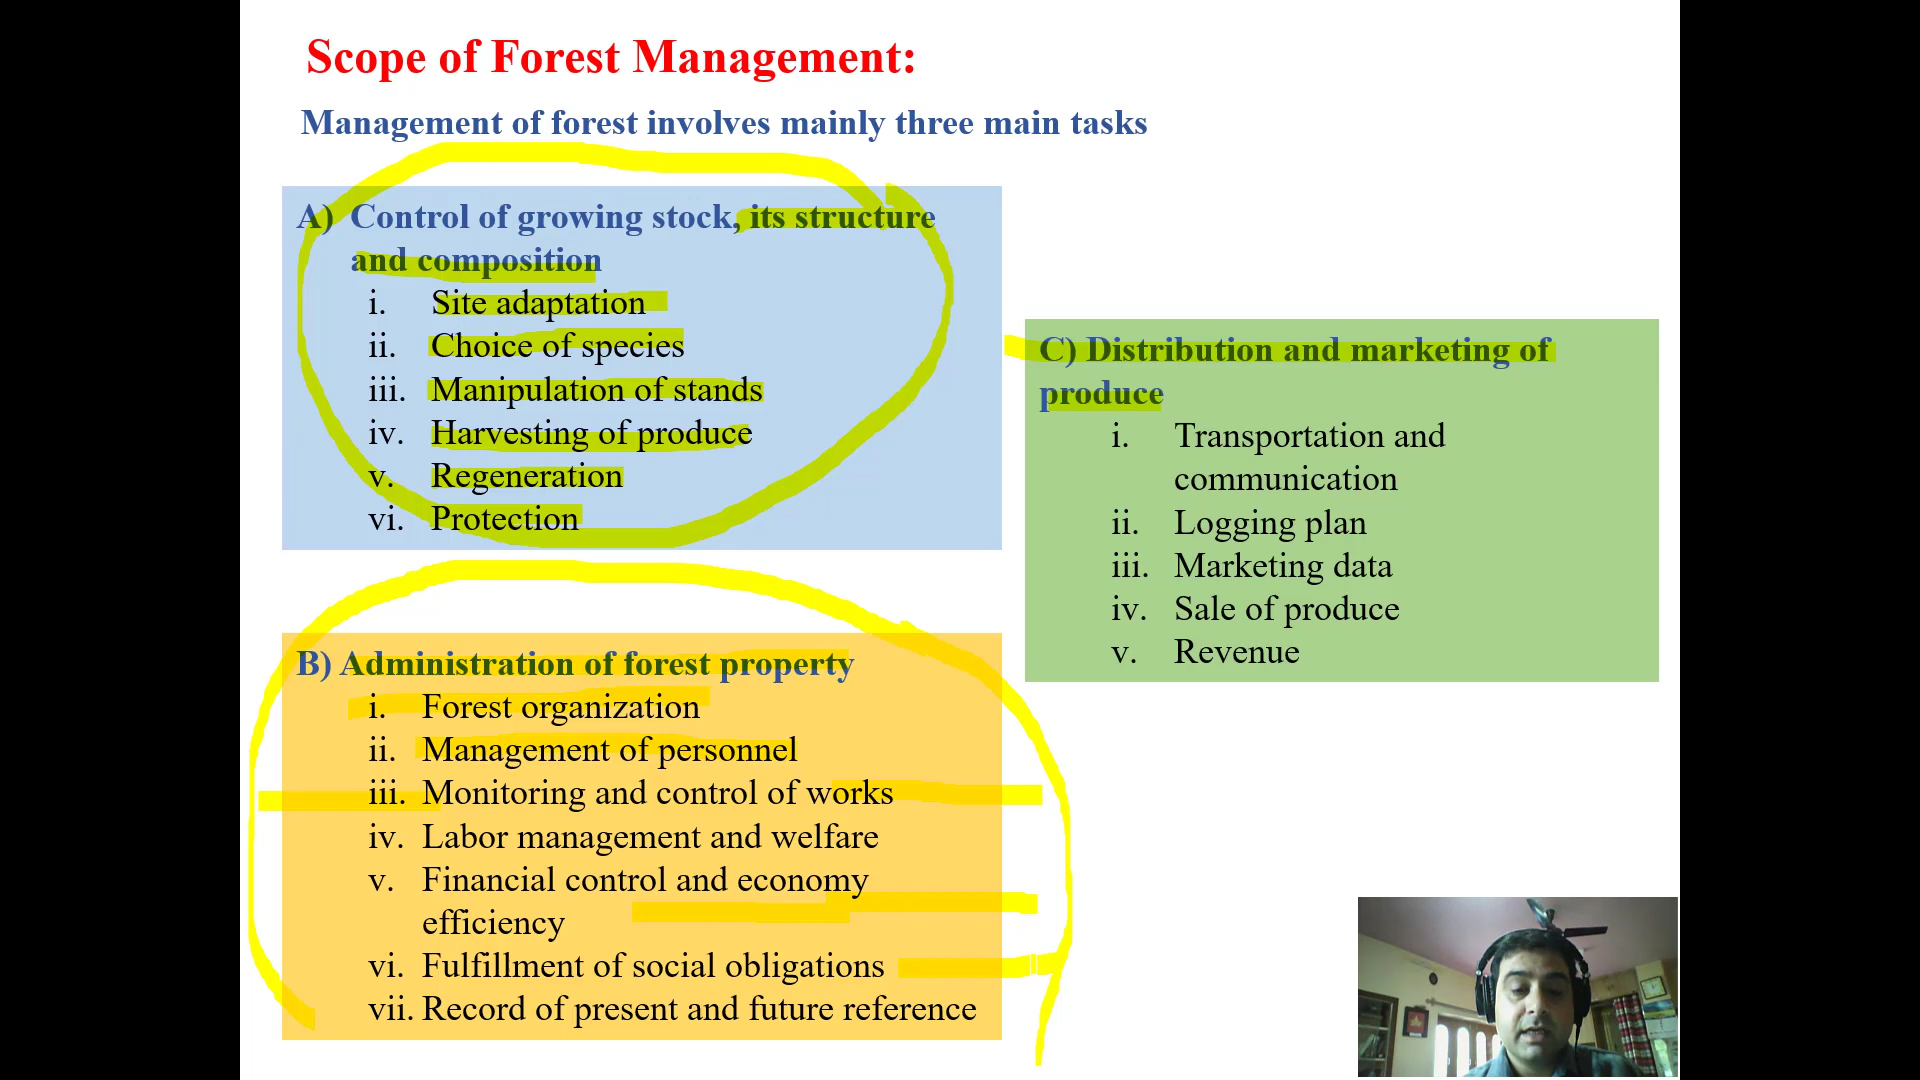 Scope of Forest Management:
Management of forest involves mainly three main tasks
A) Control of growing stock, its structure
and composition
i. Site adaptation
ii. Choice of species
iii. Manipulation of stands
iv. Harvesting of produce
v. Regeneration
vi. Protection
B) Administration of forest property
i. Forest organization
ii. Management of personnel
iii. Monitoring and control of works
iv. Labor management and welfare
v. Financial control and economy
efficiency
vi. Fulfillment of social obligations
vii. Record of present and future reference
C) Distribution and marketing of
produce
i. Transportation and
communication
ii. Logging plan
iii. Marketing data
iv. Sale of produce
v. Revenue